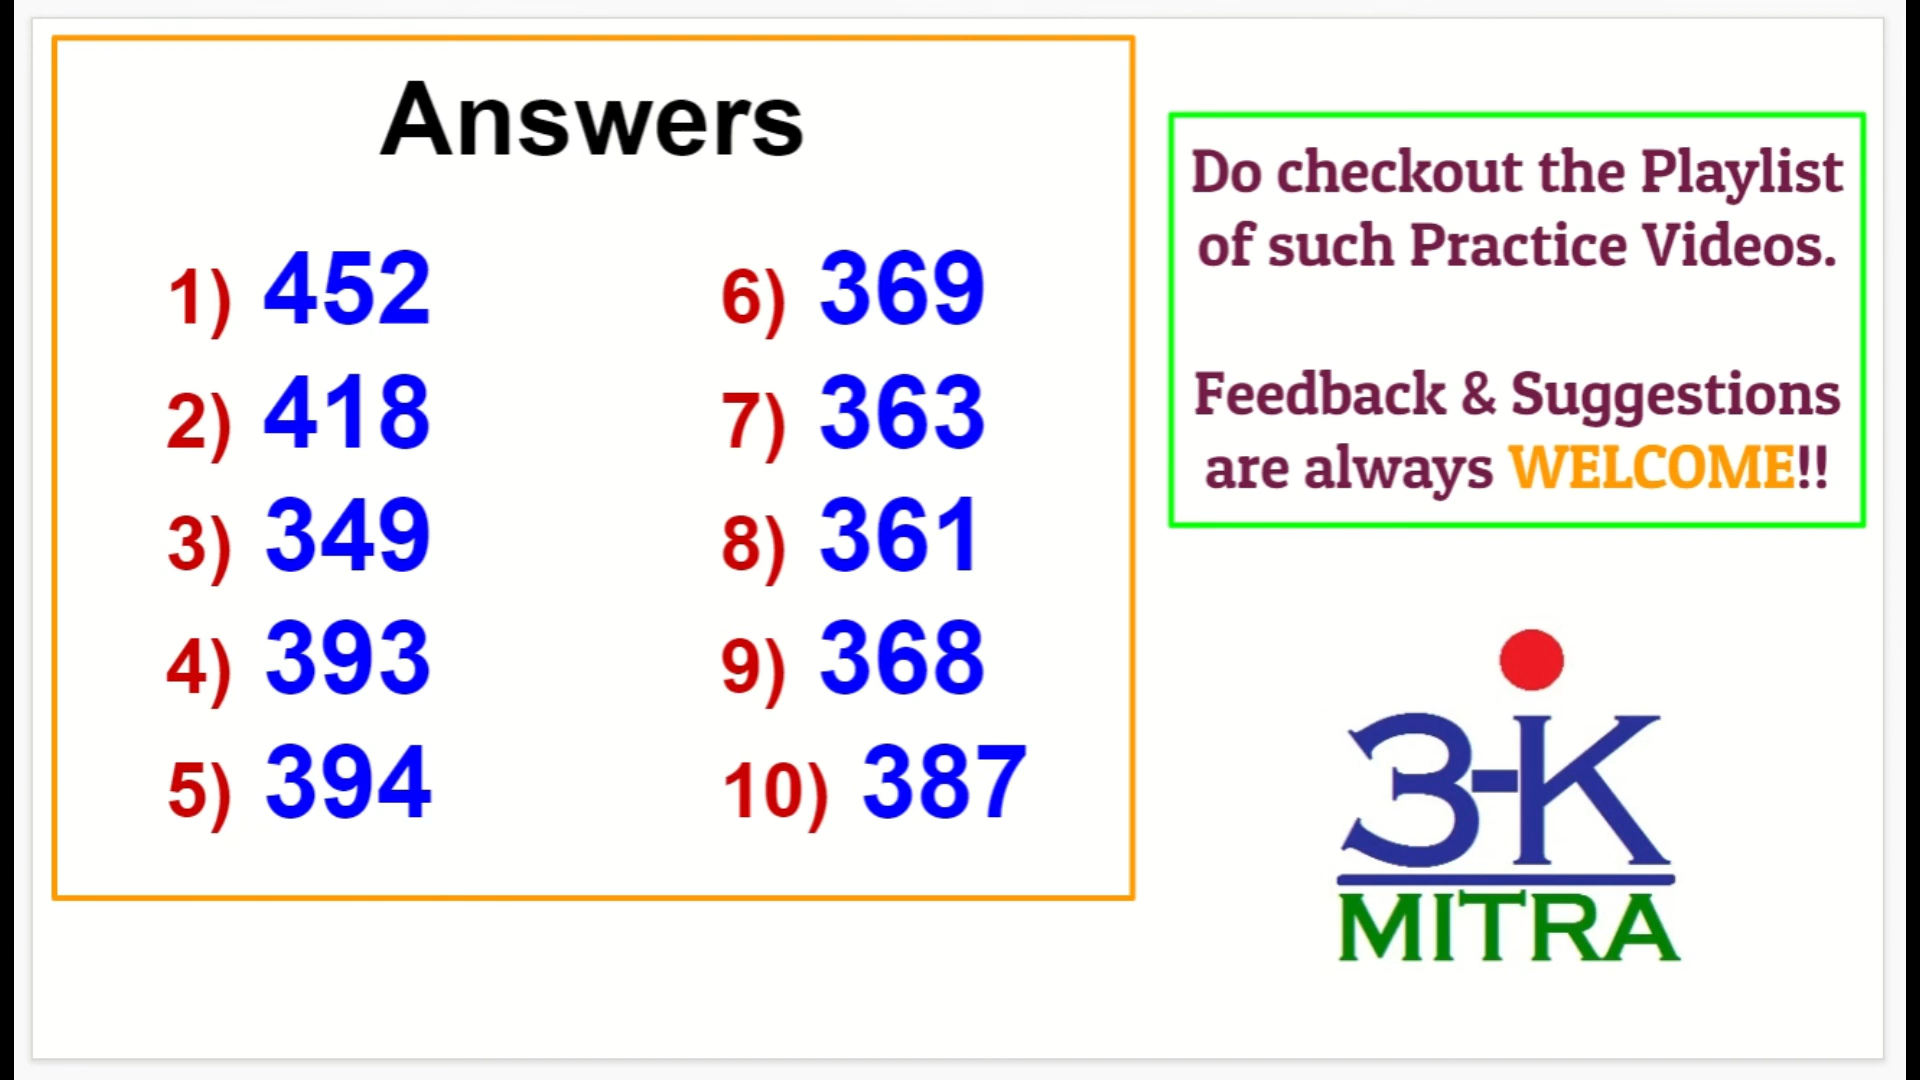 Answers
1) 452
2) 418
3) 349
4) 393
5) 394
6) 369
7) 363
8) 361
9) 368
10) 387
Do checkout the Playlist
of such Practice Videos.
Feedback & Suggestions
are always WELCOME!!
3-K
MITRA